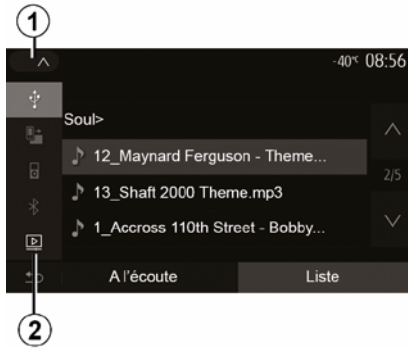 1
-40°C 08:56
Soul>
12_Maynard Ferguson - Theme...
13_Shaft 2000 Theme.mp3
2/5
1_Accross 110th Street - Bobby...
A l'écoute Liste
2